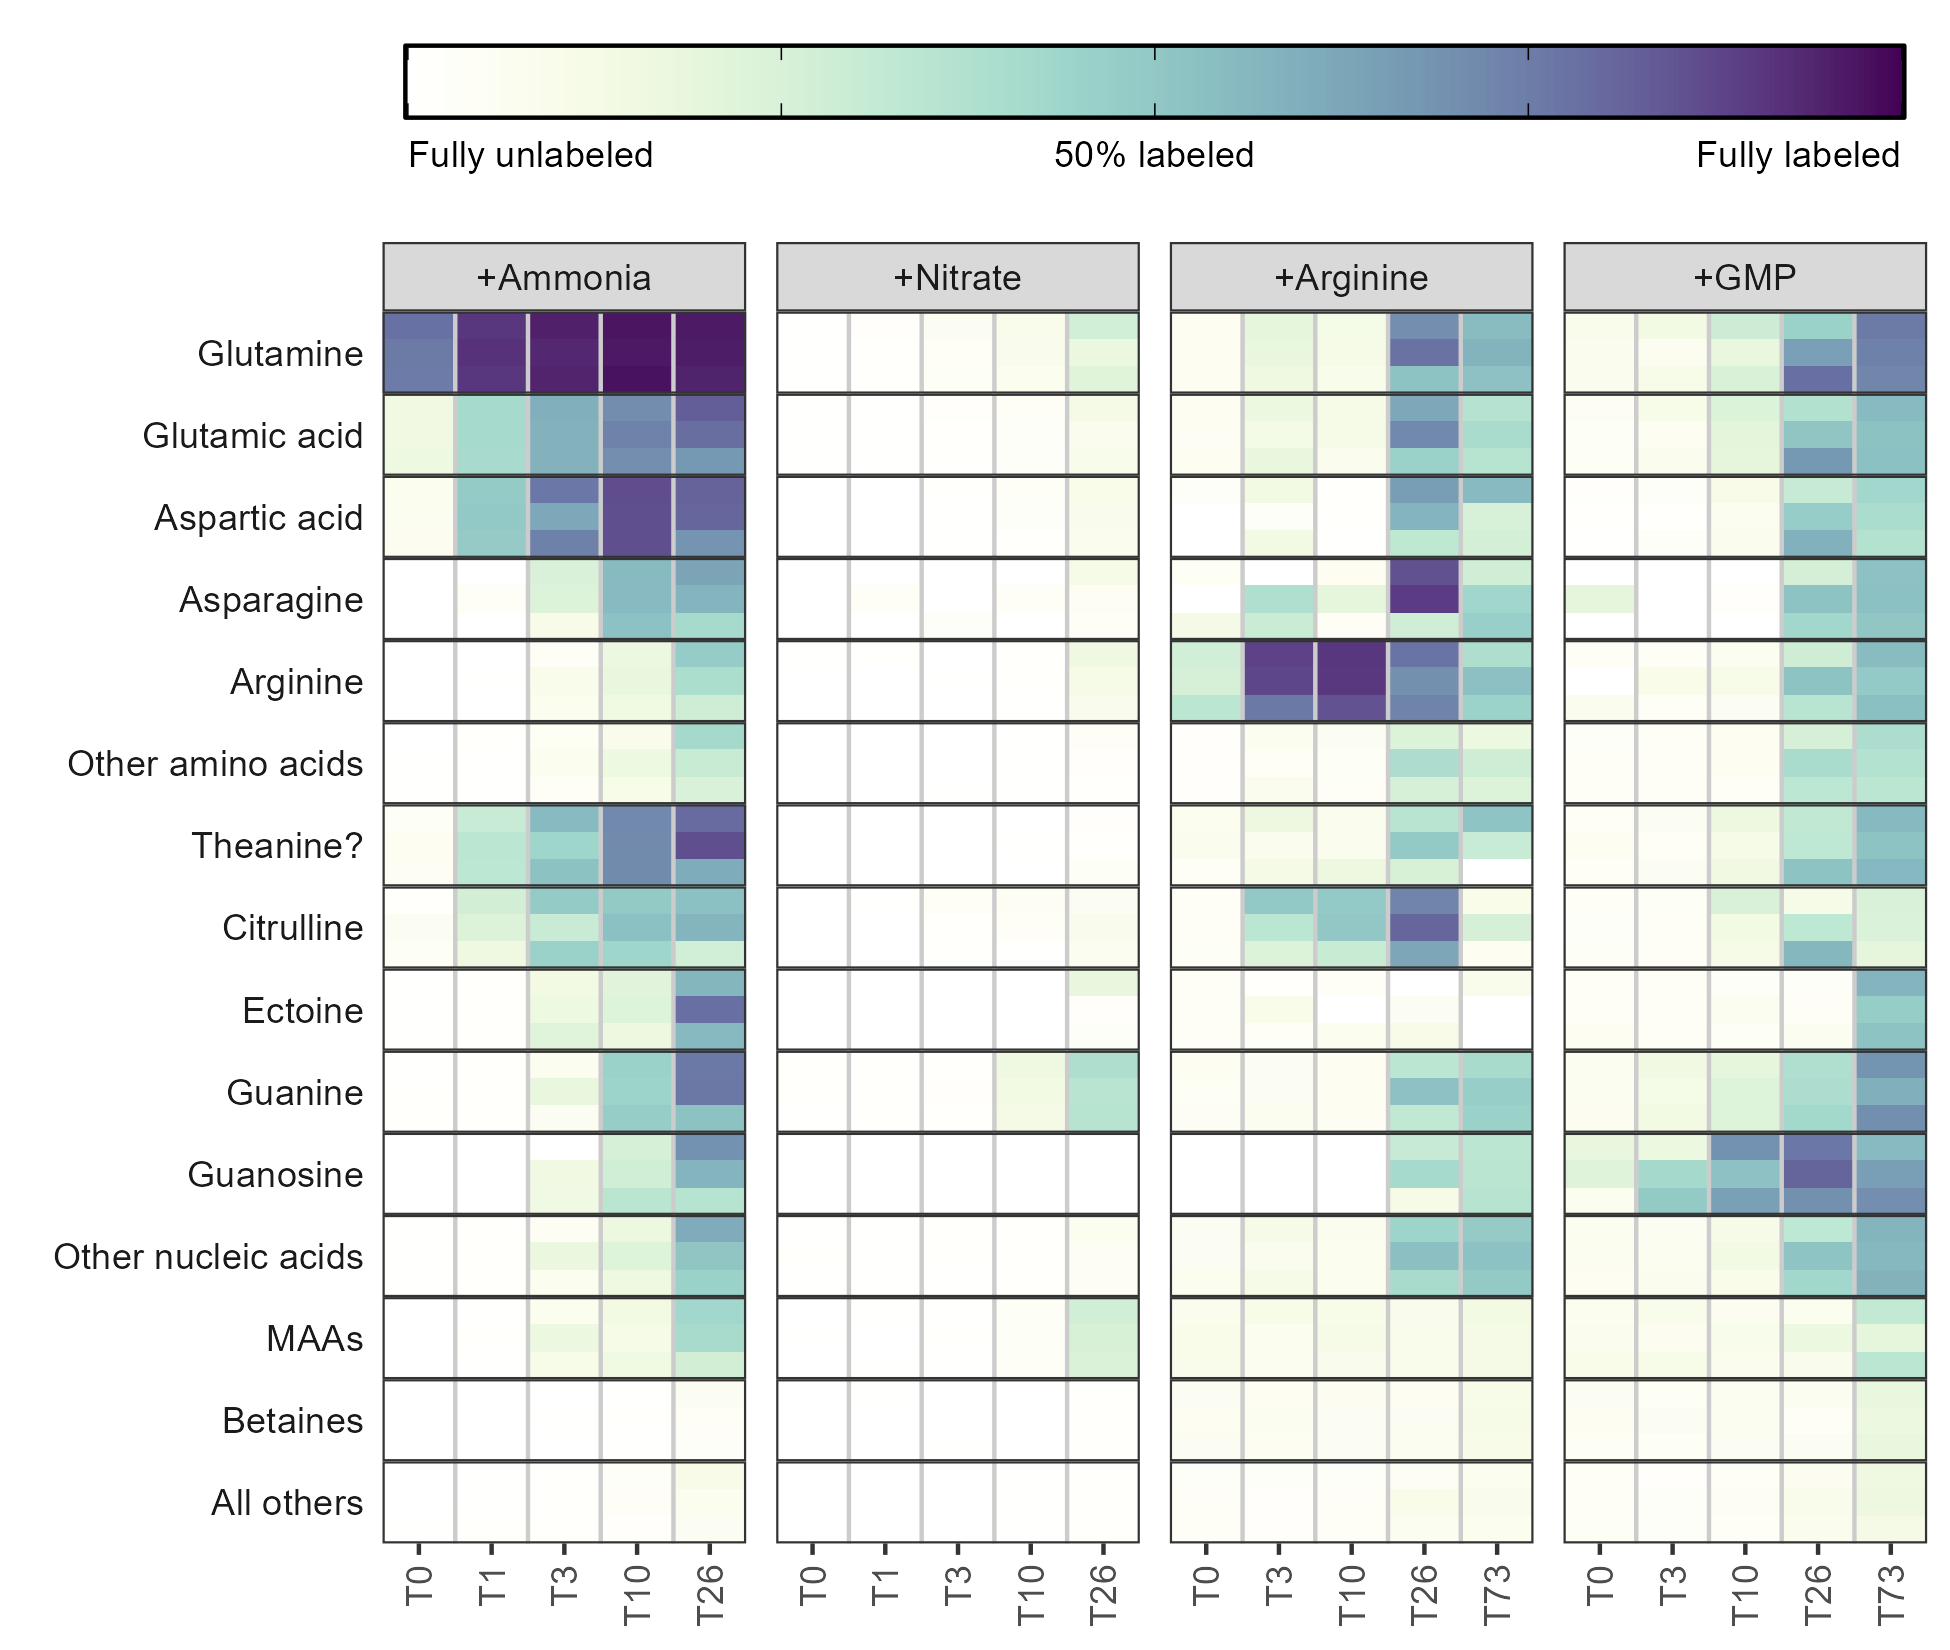 Fully unlabeled 50% labeled Fully labeled
+Ammonia +Nitrate +Arginine +GMP
Glutamine
Glutamic acid
Aspartic acid
Asparagine
Arginine
Other amino acids
Theanine?
Citrulline
Ectoine
Guanine
Guanosine
Other nucleic acids
MAAs
Betaines
All others
T0 T1 T3 T10 T26 T0 T1 T3 T10 T26 T0 T3 T10 T26 T73 T0 T3 T10 T26 T73